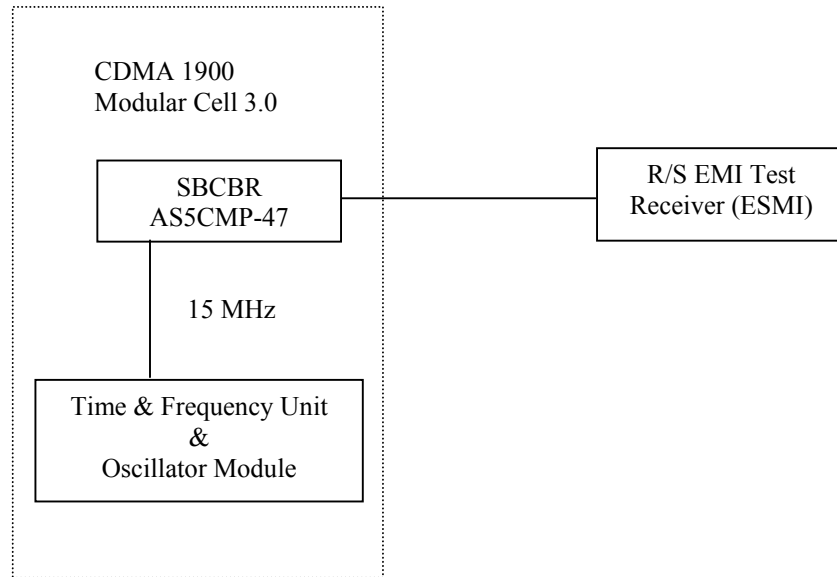 CDMA 1900
Modular Cell 3.0
SBCBR
AS5CMP-47
R/S EMI Test
Receiver (ESMI)
15 MHz
Time & Frequency Unit
&
Oscillator Module